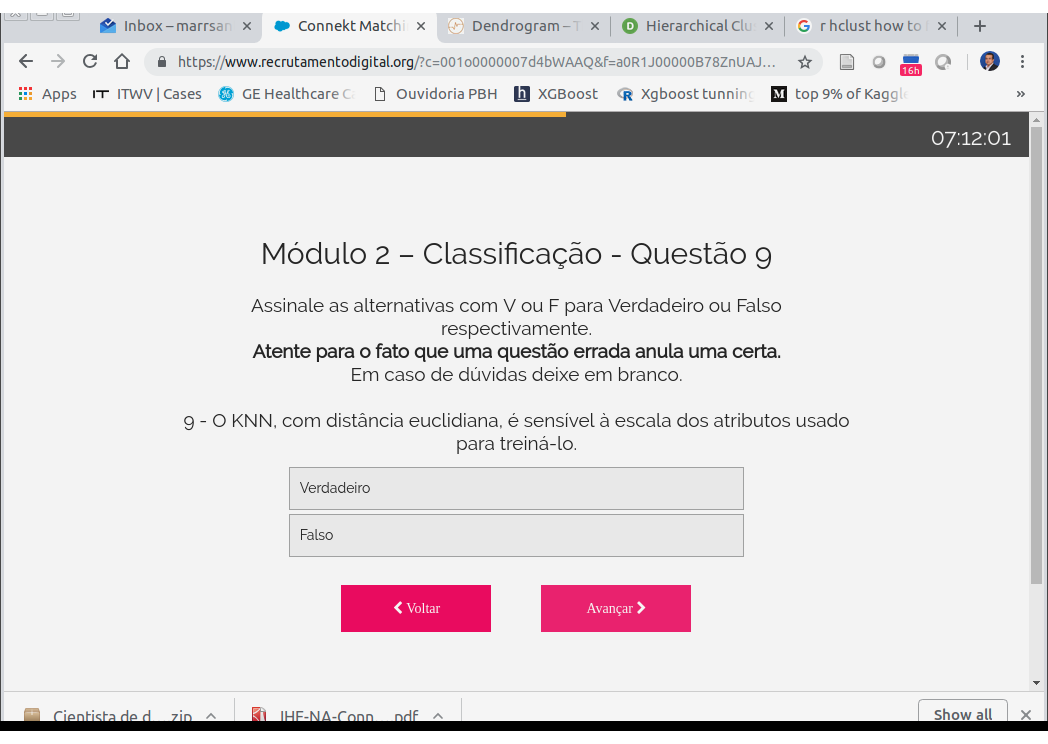 Inbox – marrsan
Connekt Matchi
Dendrogram – T
Hierarchical Clu
r hclust how to
https://www.recrutamentodigital.org/?c=001o0000007d4bWAAQ&f=a0R1J00000B78ZnUAJ...
16h
Apps
ITWV | Cases
GE Healthcare C
Ouvidoria PBH
h XGBoost
Xgboost tunning
M top 9% of Kaggl
»
07:12:01
Módulo 2 – Classificação - Questão 9
Assinale as alternativas com V ou F para Verdadeiro ou Falso
respectivamente.
Atente para o fato que uma questão errada anula uma certa.
Em caso de dúvidas deixe em branco.
9 - O KNN, com distância euclidiana, é sensível à escala dos atributos usado
para treiná-lo.
Verdadeiro
Falso
Voltar
Avançar
Cientista de d....zip
IHE-NA-Conn....pdf
Show all